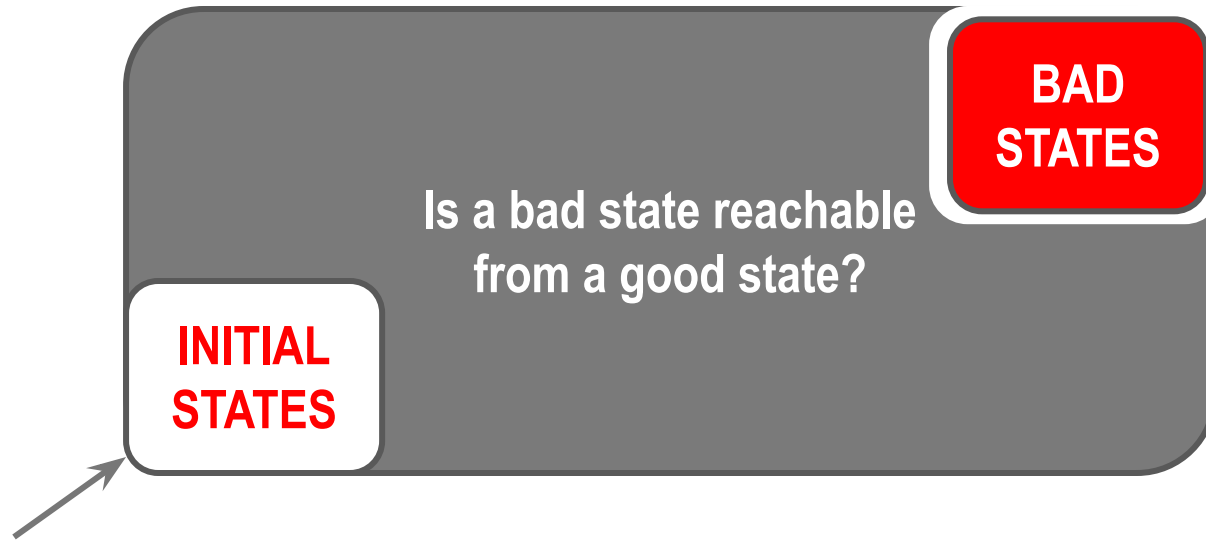 BAD
STATES
Is a bad state reachable
from a good state?
INITIAL
STATES